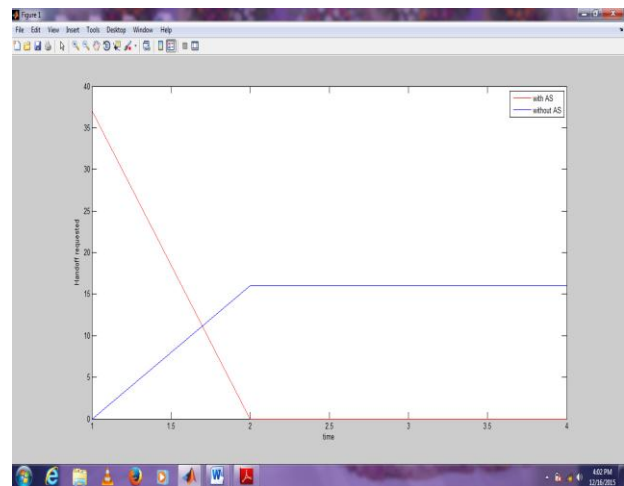 Figure 1
File Edit View Insert Tools Desktop Window Help
with AS
without AS
40
35
30
25
20
15
10
5
0
Handoff requested
1 1.5 2 2.5 3 3.5 4
time
4:02 PM
12/16/2015